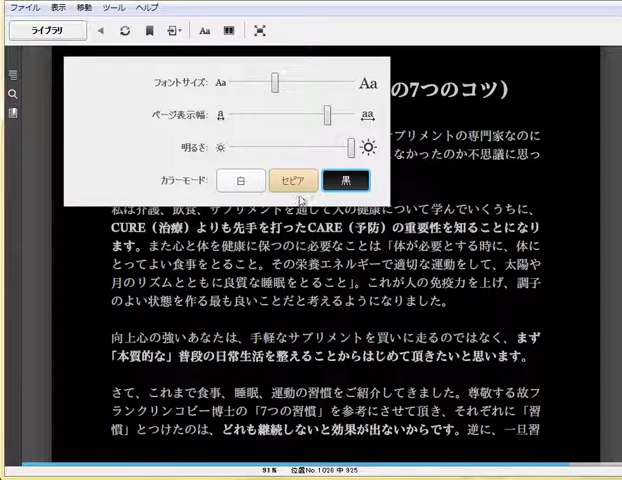 ファイル 表示 移動 ツール ヘルプ
ライブラリ
Aa
フォントサイズ: Aa Aa
ページ表示幅: a aa
明るさ:
カラーモード: 白 セピア 黒
の7つのコツ）
サプリメントの専門家なのに
なかったのか不思議に思っ
私は介護、飲食、サプリメントを通して人の健康について学んでいくうちに、
CURE（治療）よりも先手を打ったCARE（予防）の重要性を知ることになり
ます。また心と体を健康に保つのに必要なことは「体が必要とする時に、体に
とってよい食事をとること。その栄養エネルギーで適切な運動をして、太陽や
月のリズムとともに良質な睡眠をとること」。これが人の免疫力を上げ、調子
のよい状態を作る最も良いことだと考えるようになりました。
向上心の強いあなたは、手軽なサプリメントを買いに走るのではなく、まず
「本質的な」普段の日常生活を整えることからはじめて頂きたいと思います。
さて、これまで食事、睡眠、運動の習慣をご紹介してきました。尊敬する故フ
ランクリンコビー博士の「7つの習慣」を参考にさせて頂き、それぞれに「習
慣」とつけたのは、どれも継続しないと効果が出ないからです。逆に、一旦習
91% 位置No.1028 中 925